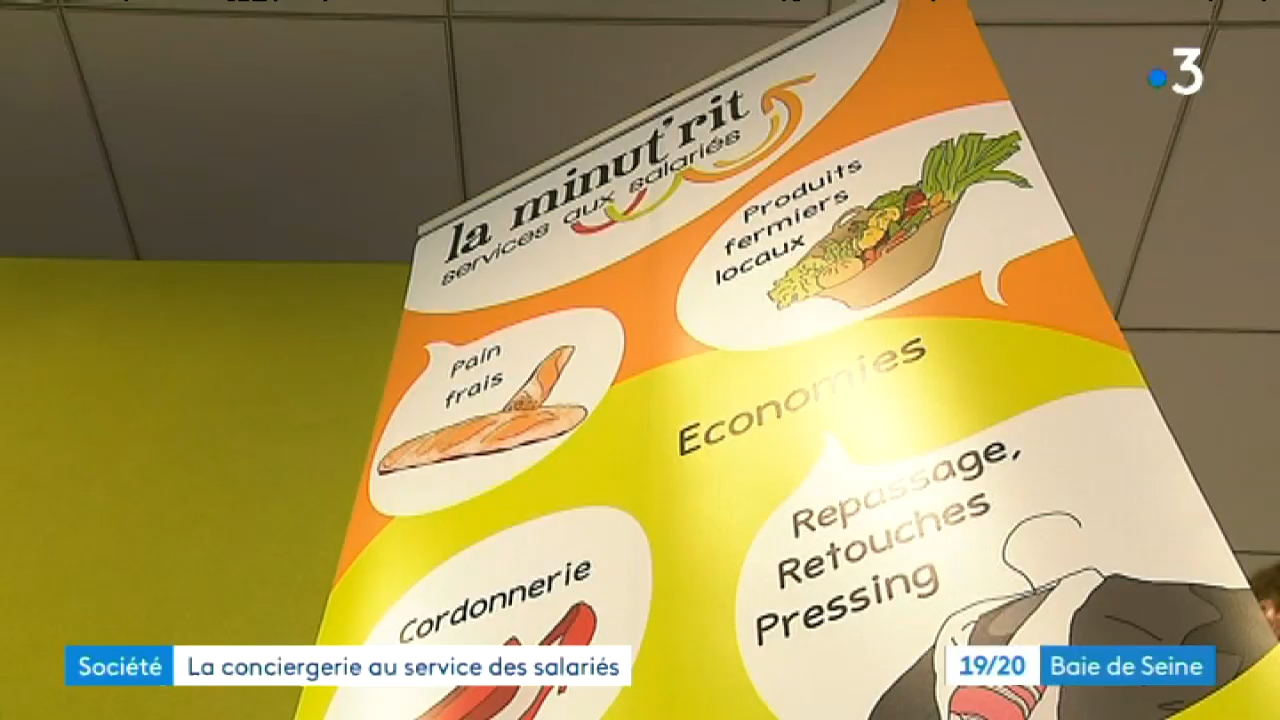 3
la minut'rit
services aux salariés
Produits
fermiers
locaux
Pain
frais
Economies
Repassage,
Retouches
Pressing
Cordonnerie
Société La conciergerie au service des salariés
19/20 Baie de Seine